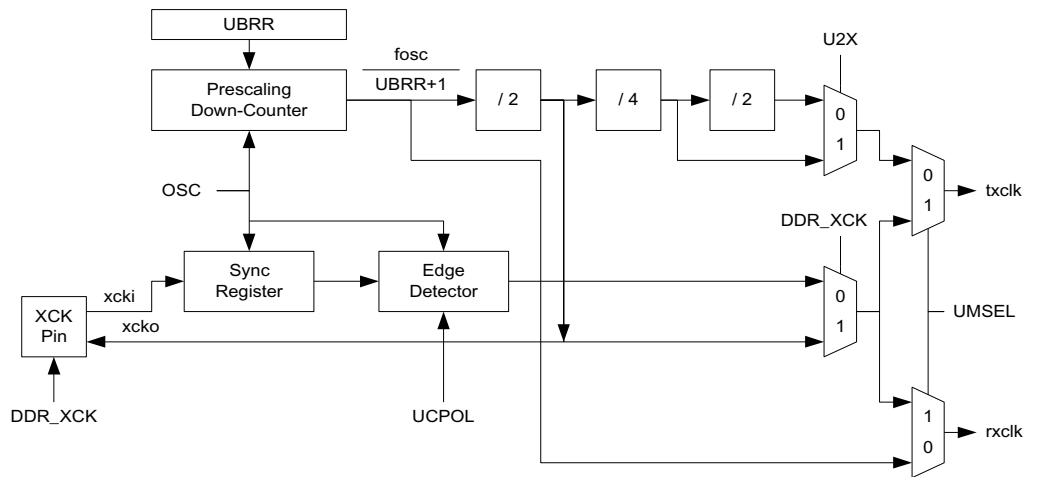 UBRR
fosc
U2X
Prescaling
Down-Counter
UBRR+1
/ 2
/ 4
/ 2
0
1
OSC
0
1
txclk
DDR_XCK
Sync
Register
Edge
Detector
xcki
0
1
UMSEL
XCK
Pin
xcko
DDR_XCK
UCPOL
1
0
rxclk